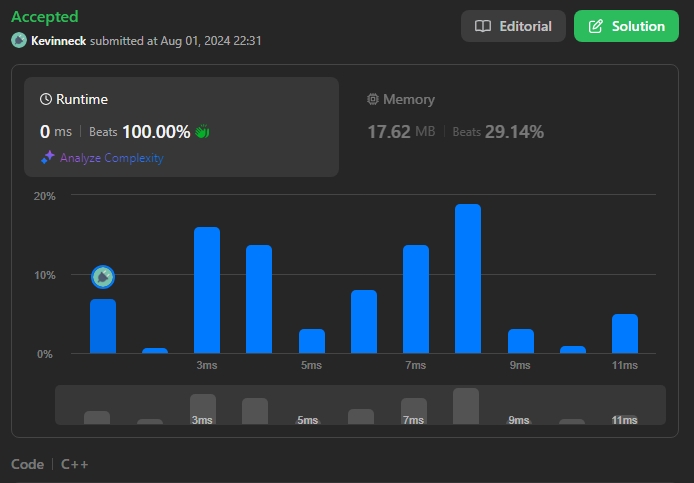 Accepted
Kevinneck submitted at Aug 01, 2024 22:31
Editorial
Solution
Runtime
0 ms | Beats 100.00%
Analyze Complexity
Memory
17.62 MB | Beats 29.14%
20%
10%
0%
3ms 5ms 7ms 9ms 11ms
3ms 5ms 7ms 9ms 11ms
Code | C++